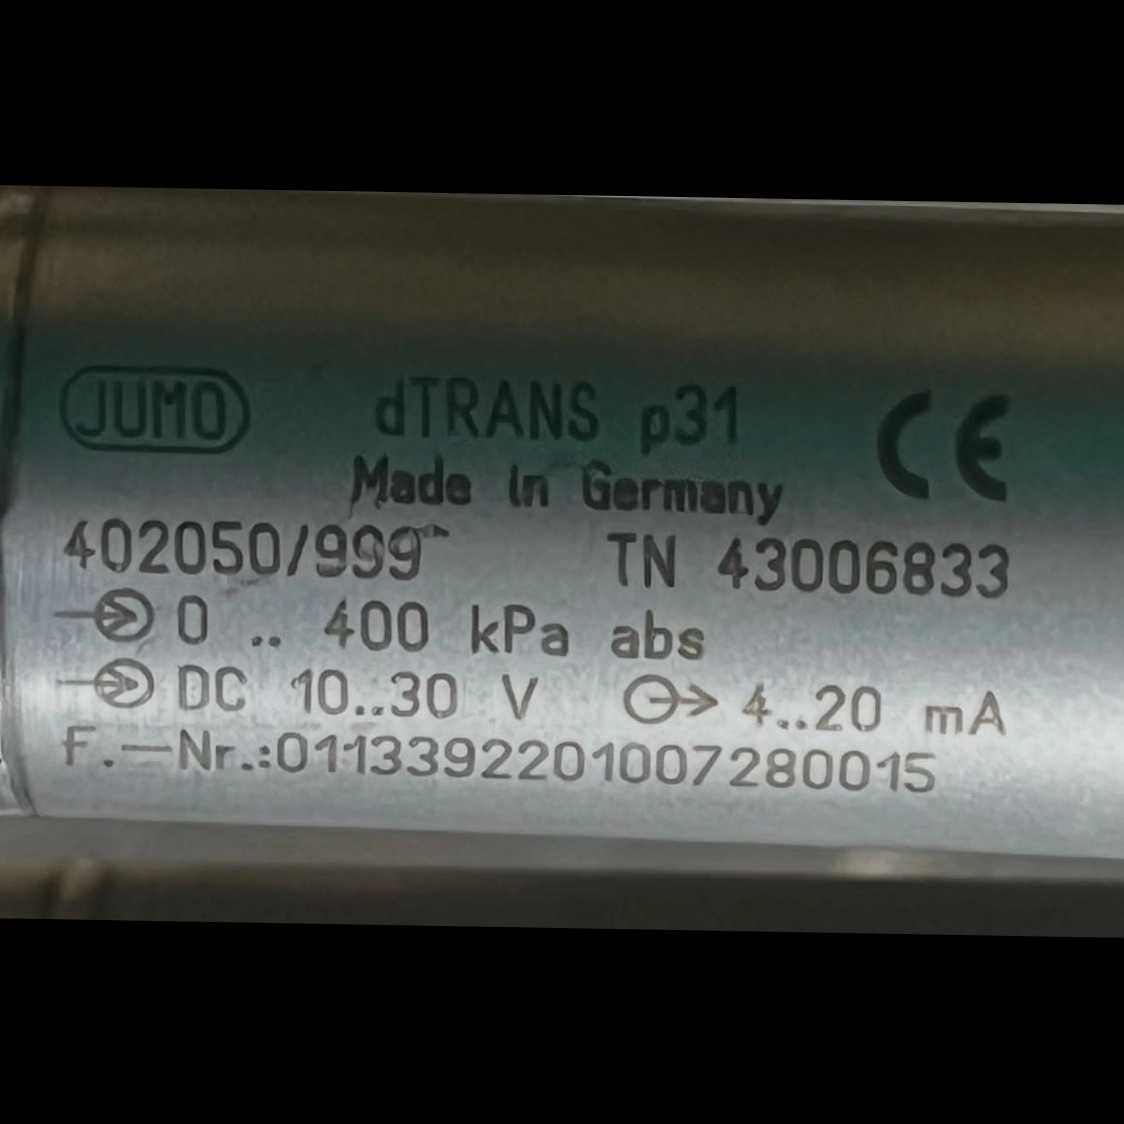 JUMO dTRANS p31 CE
Made in Germany
402050/999 TN 43006833
0 .. 400 kPa abs
DC 10..30 V 4..20 mA
F.-Nr.:0113392201007280015